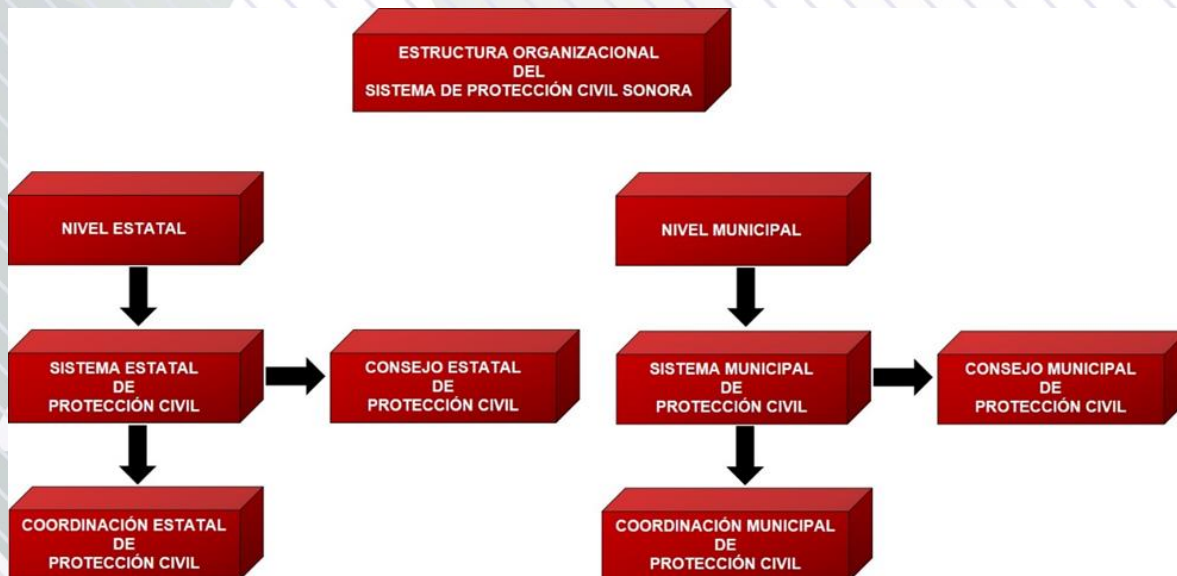 ESTRUCTURA ORGANIZACIONAL
DEL
SISTEMA DE PROTECCIÓN CIVIL SONORA
NIVEL ESTATAL
NIVEL MUNICIPAL
SISTEMA ESTATAL
DE
PROTECCIÓN CIVIL
CONSEJO ESTATAL
DE
PROTECCIÓN CIVIL
SISTEMA MUNICIPAL
DE
PROTECCIÓN CIVIL
CONSEJO MUNICIPAL
DE
PROTECCIÓN CIVIL
COORDINACIÓN ESTATAL
DE
PROTECCIÓN CIVIL
COORDINACIÓN MUNICIPAL
DE
PROTECCIÓN CIVIL